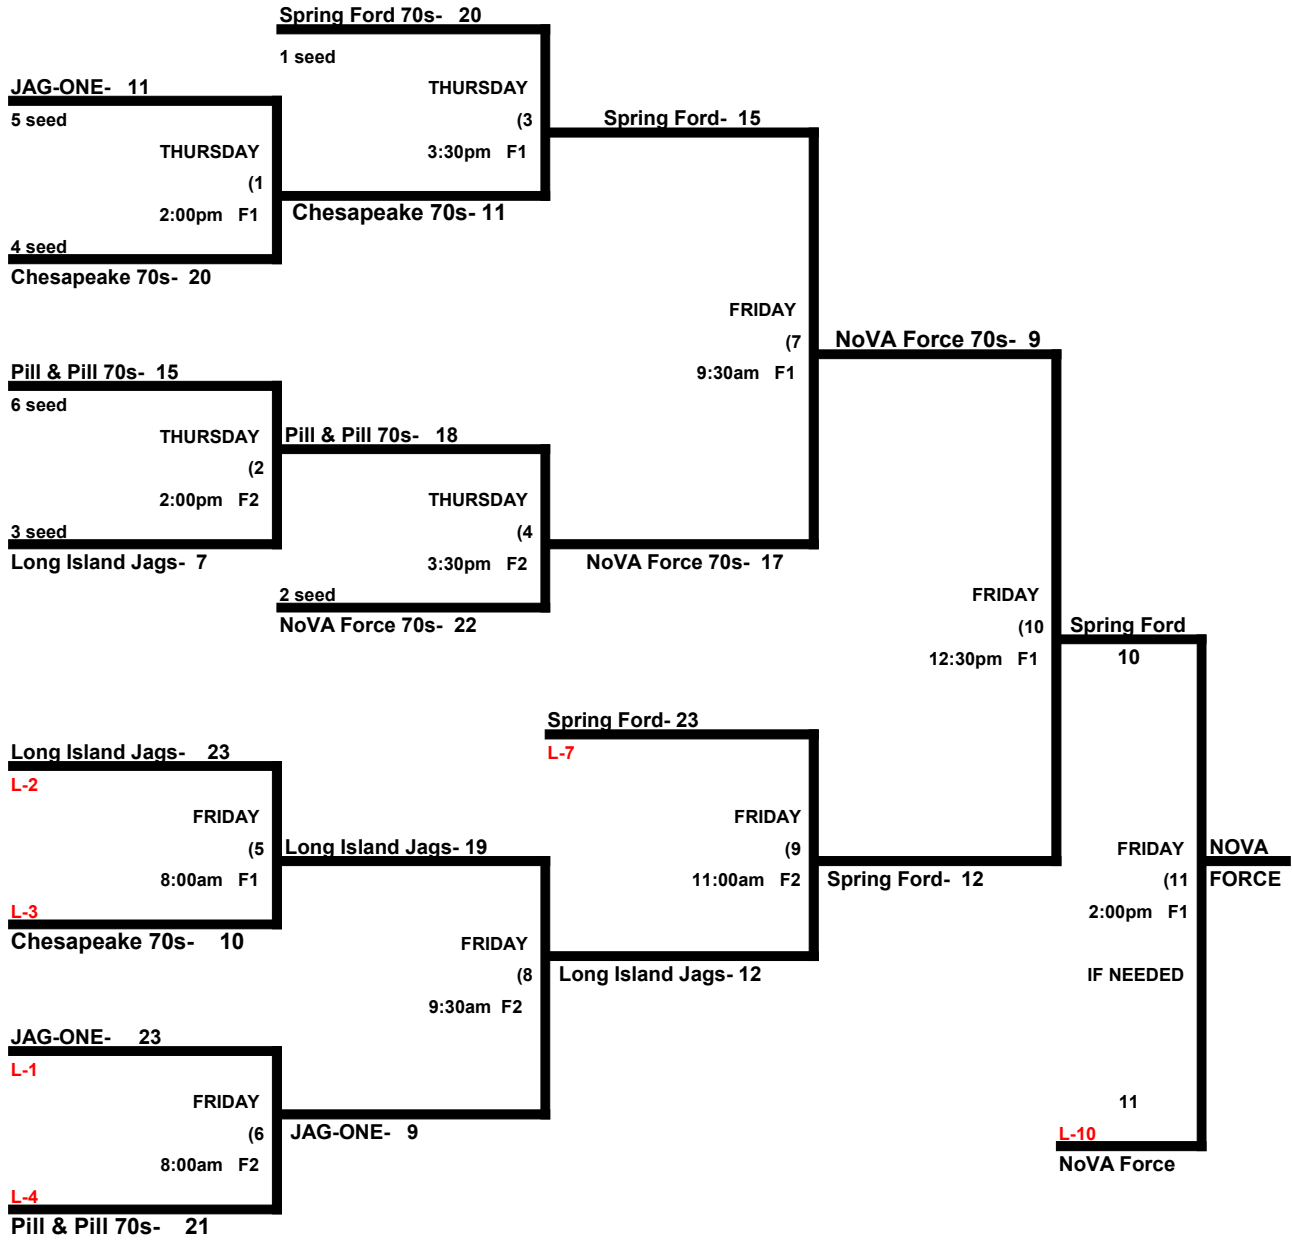 Spring Ford 70s- 20
1 seed
JAG-ONE- 11
5 seed
THURSDAY
(3
3:30pm F1
Spring Ford- 15
THURSDAY
(1
2:00pm F1
Chesapeake 70s- 11
4 seed
Chesapeake 70s- 20
FRIDAY
(7
9:30am F1
NoVA Force 70s- 9
Pill & Pill 70s- 15
6 seed
THURSDAY
(2
2:00pm F2
Pill & Pill 70s- 18
3 seed
Long Island Jags- 7
THURSDAY
(4
3:30pm F2
NoVA Force 70s- 17
2 seed
NoVA Force 70s- 22
FRIDAY
(10
12:30pm F1
Spring Ford
10
Spring Ford- 23
L-7
Long Island Jags- 23
L-2
FRIDAY
(5
8:00am F1
Long Island Jags- 19
L-3
Chesapeake 70s- 10
FRIDAY
(9
11:00am F2
Spring Ford- 12
FRIDAY
(11
2:00pm F1
NOVA
FORCE
IF NEEDED
FRIDAY
(8
9:30am F2
Long Island Jags- 12
JAG-ONE- 23
L-1
FRIDAY
(6
8:00am F2
JAG-ONE- 9
L-4
Pill & Pill 70s- 21
11
L-10
NoVA Force